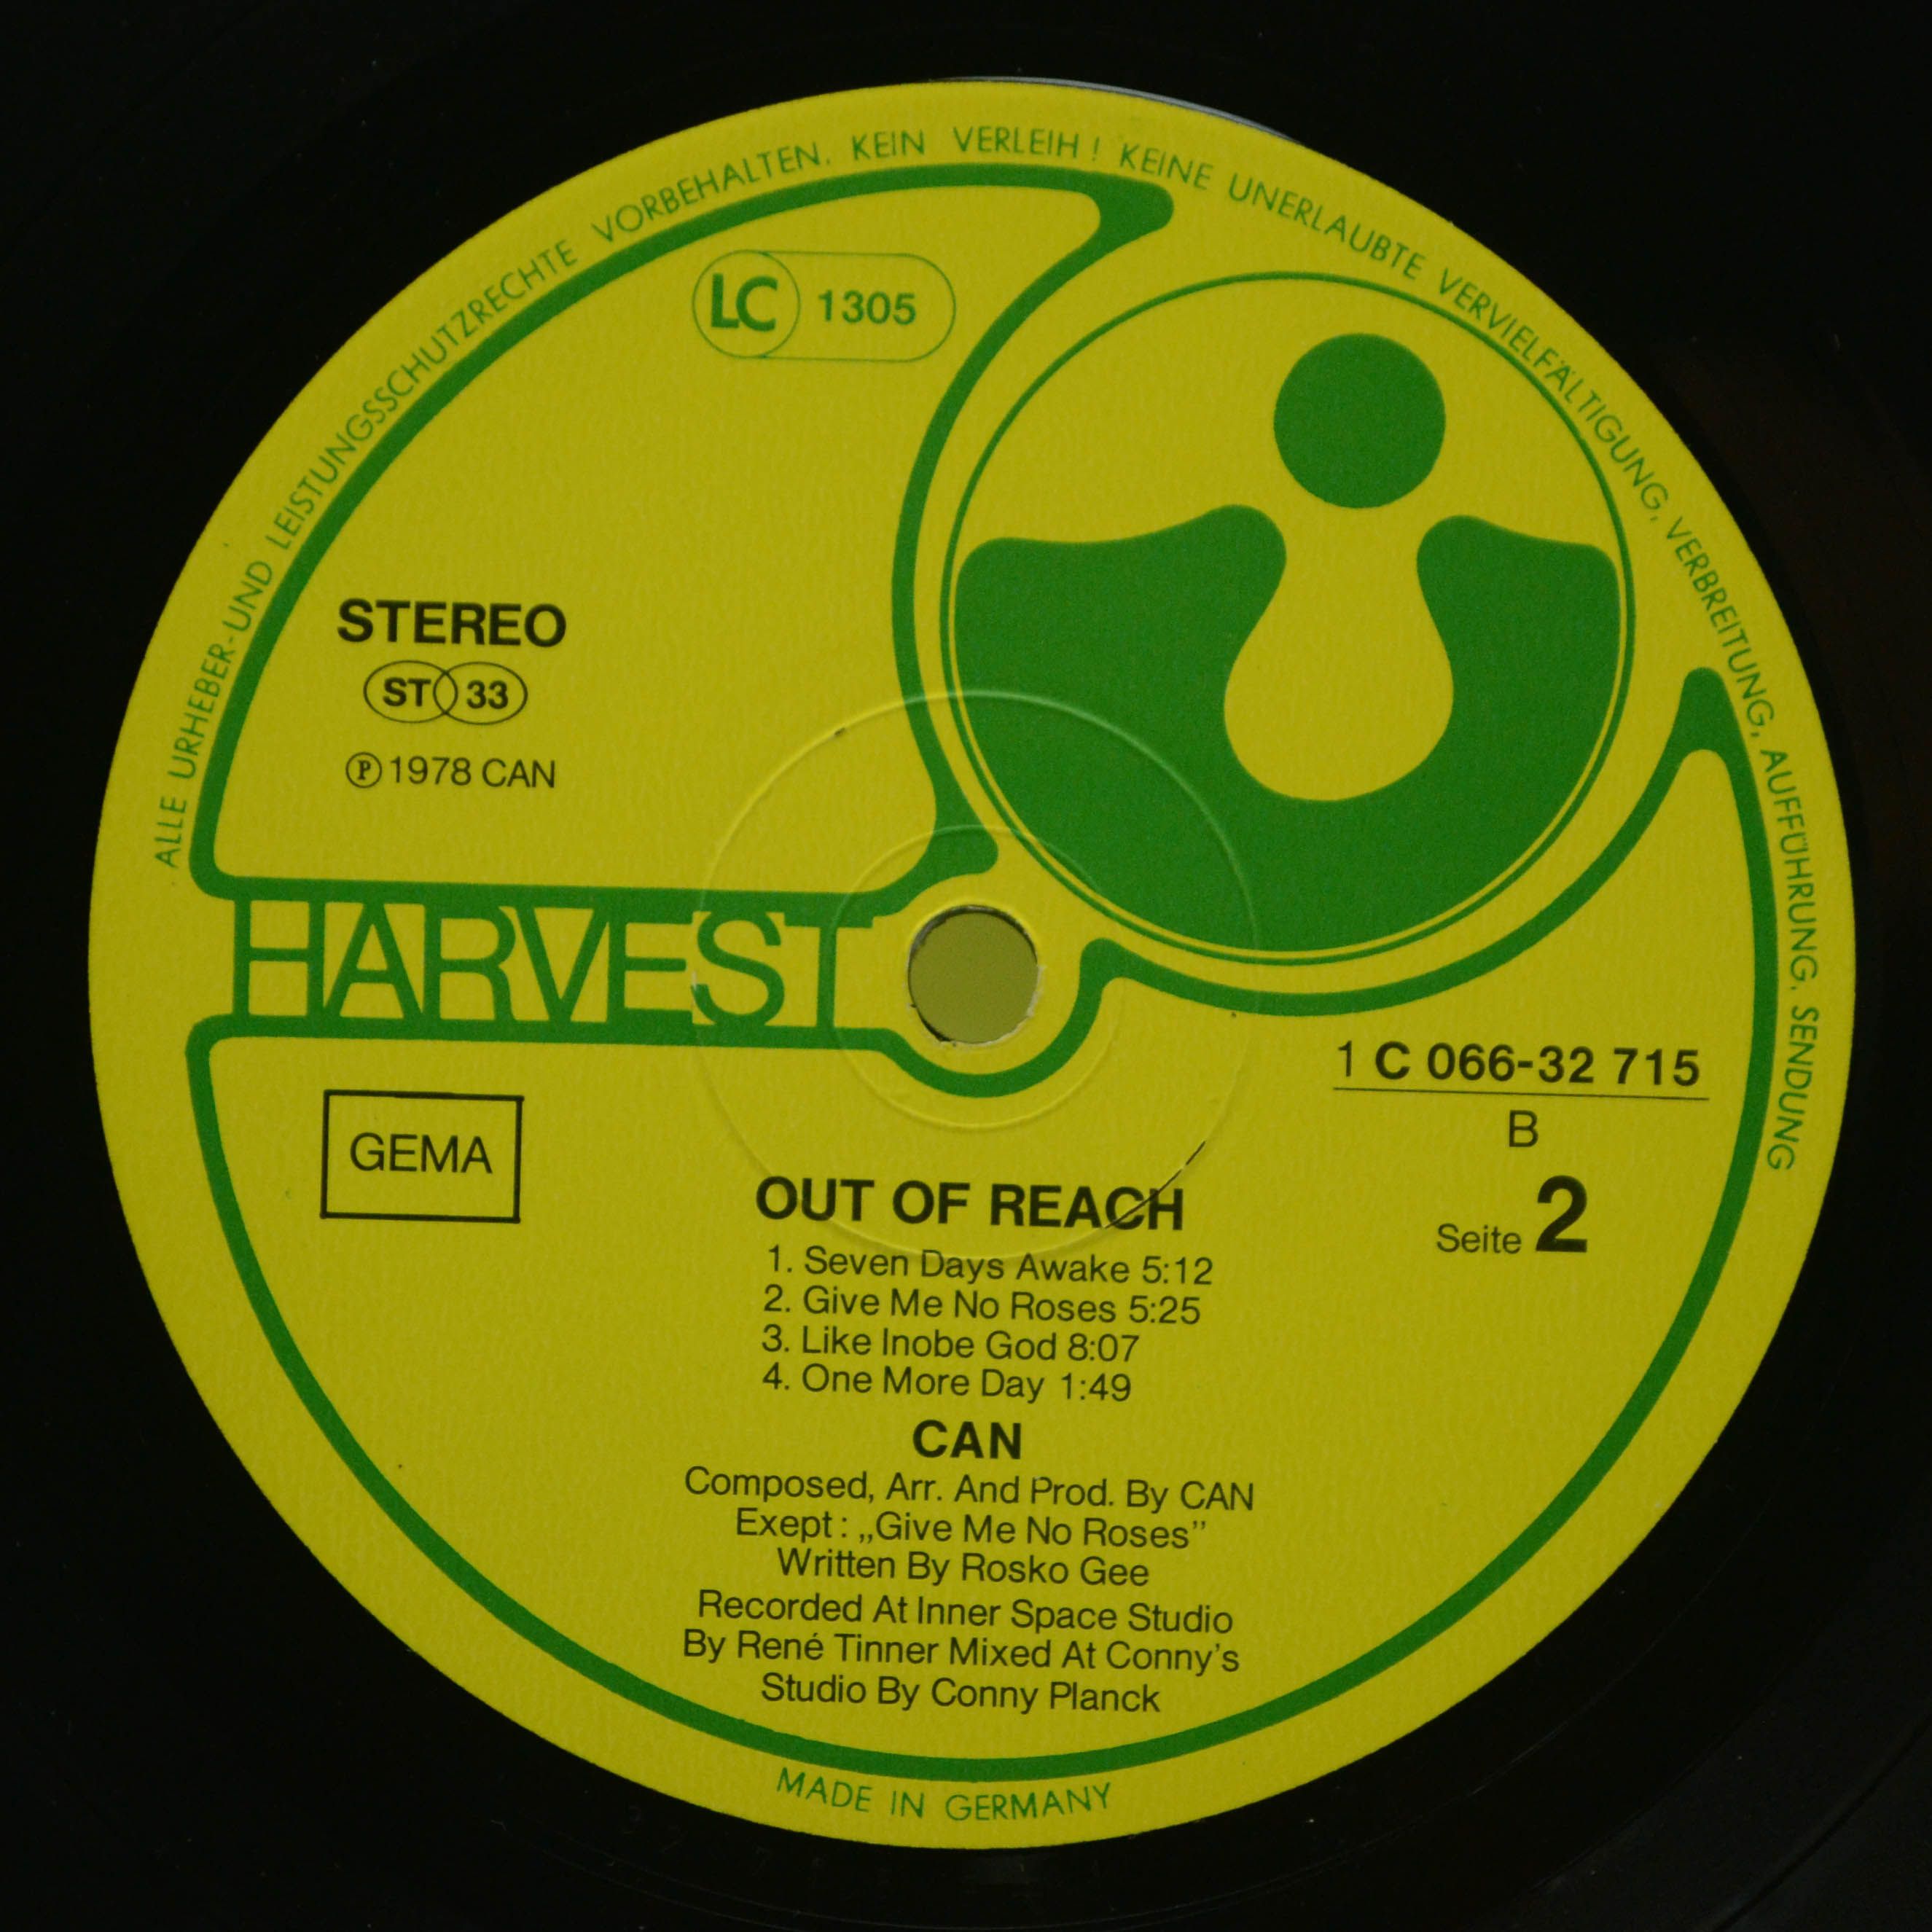 ALLE URHEBER- UND LEISTUNGSSCHUTZRECHTE VORBEHALTEN. KEIN VERLEIH! KEINE UNERLAUBTE VERVIELFÄLTIGUNG, VERBREITUNG, AUFFÜHRUNG, SENDUNG
LC 1305
STEREO
ST 33
Ⓟ 1978 CAN
HARVEST
GEMA
1 C 066-32 715
B
Seite 2
OUT OF REACH
1. Seven Days Awake 5:12
2. Give Me No Roses 5:25
3. Like Inobe God 8:07
4. One More Day 1:49
CAN
Composed, Arr. And Prod. By CAN
Exept: „Give Me No Roses”
Written By Rosko Gee
Recorded At Inner Space Studio
By René Tinner Mixed At Conny's
Studio By Conny Planck
MADE IN GERMANY